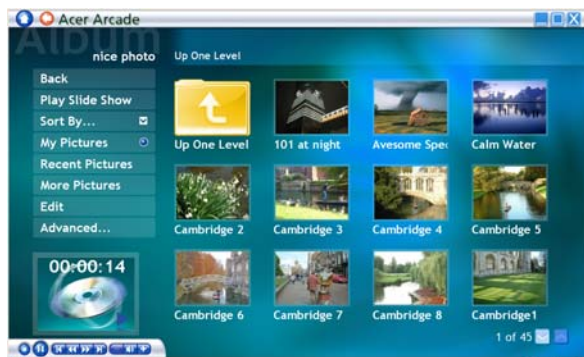 Acer Arcade
Album
nice photo
Up One Level
Back
Play Slide Show
Sort By...
My Pictures
Recent Pictures
More Pictures
Edit
Advanced...
Up One Level
101 at night
Avesome Spec
Calm Water
Cambridge 2
Cambridge 3
Cambridge 4
Cambridge 5
Cambridge 6
Cambridge 7
Cambridge 8
Cambridge1
00:00:14
1 of 45